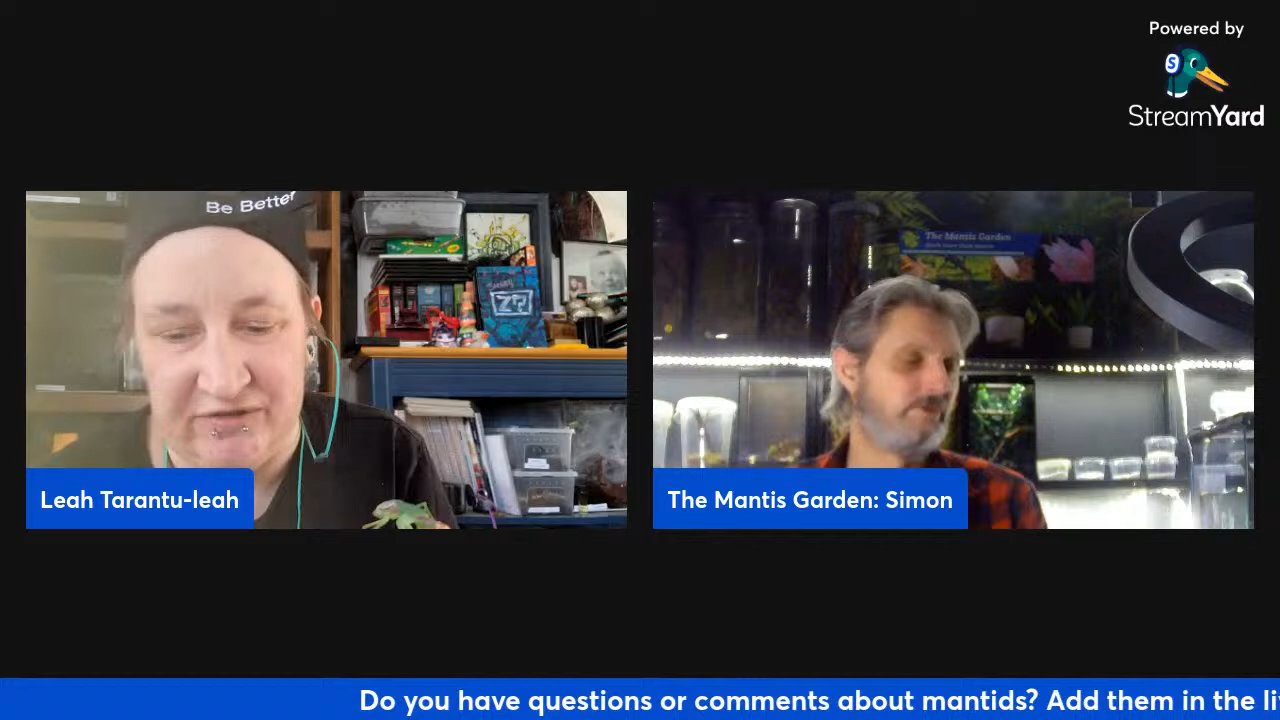 Powered by
S
StreamYard
Be Better
The Mantis Garden
Leah Tarantu-leah
The Mantis Garden: Simon
Do you have questions or comments about mantids? Add them in the li